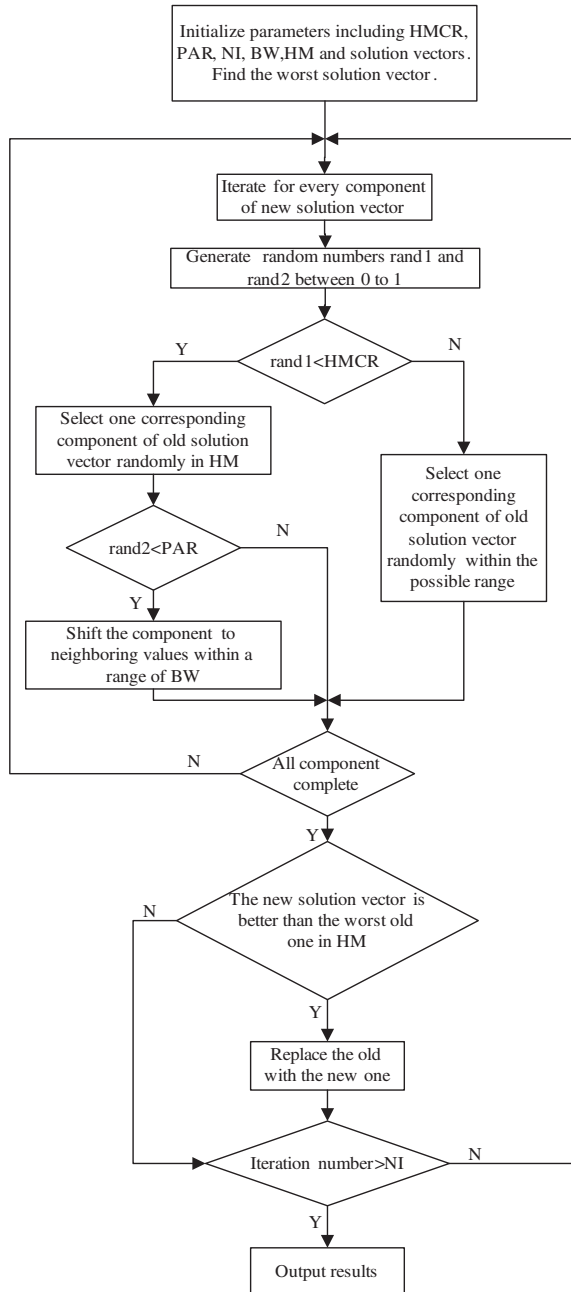 Initialize parameters including HMCR,
PAR, NI, BW,HM and solution vectors.
Find the worst solution vector.
Iterate for every component
of new solution vector
Generate random numbers rand1 and
rand2 between 0 to 1
Y
rand1<HMCR
N
Select one corresponding
component of old solution
vector randomly in HM
Select one
corresponding
component of old
solution vector
randomly within the
possible range
rand2<PAR
N
Y
Shift the component to
neighboring values within a
range of BW
N
All component
complete
Y
N
The new solution vector is
better than the worst old
one in HM
Y
Replace the old
with the new one
Iteration number>NI
N
Y
Output results